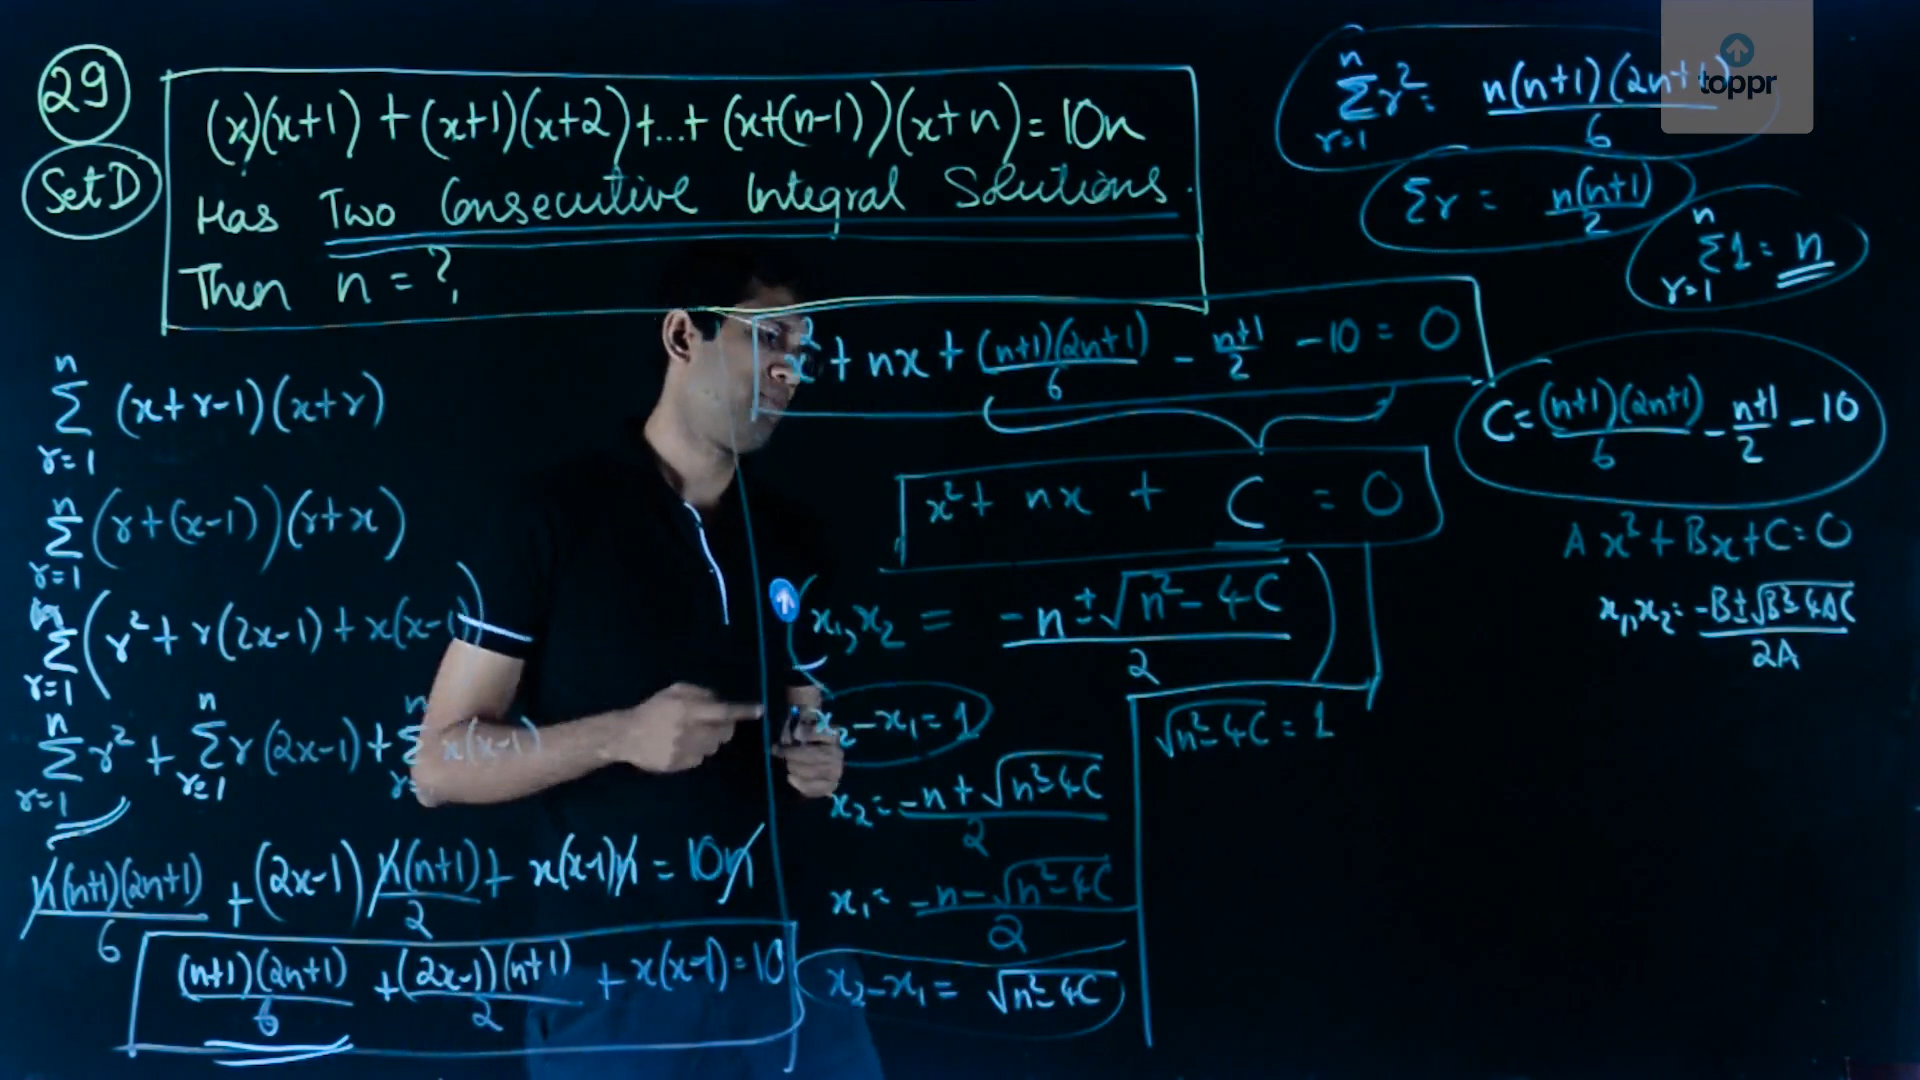 29
Set D
(x)(x+1) + (x+1)(x+2)+...+ (x+(n-1))(x+n) = 10n
Has Two Consecutive Integral Solutions.
Then n = ?
n
Σ r² = n(n+1)(2n+1)/6
r=1
toppr
Σr = n(n+1)/2
n
Σ1 = n
r=1
x² + nx + (n+1)(2n+1)/6 - n+1/2 - 10 = 0
C = (n+1)(2n+1)/6 - n+1/2 - 10
x² + nx + C = 0
A x² + Bx + C = 0
x₁, x₂ = -B ± √B² - 4AC / 2A
n
Σ (x+r-1)(x+r)
r=1
n
Σ (r+(x-1))(r+x)
r=1
n
Σ (r² + r(2x-1) + x(x-1))
r=1
n n n
Σ r² + Σ r(2x-1) + Σ x(x-1)
r=1 r=1 r=
n(n+1)(2n+1)/6 + (2x-1) n(n+1)/2 + x(x-1)n = 10n
(n+1)(2n+1)/6 + (2x-1)(n+1)/2 + x(x-1) = 10
(x₁, x₂ = -n ± √n² - 4C / 2)
x₂ - x₁ = 1
x₂ = -n + √n² - 4C / 2
x₁ = -n - √n² - 4C / 2
x₂ - x₁ = √n² - 4C
√n² - 4C = 1